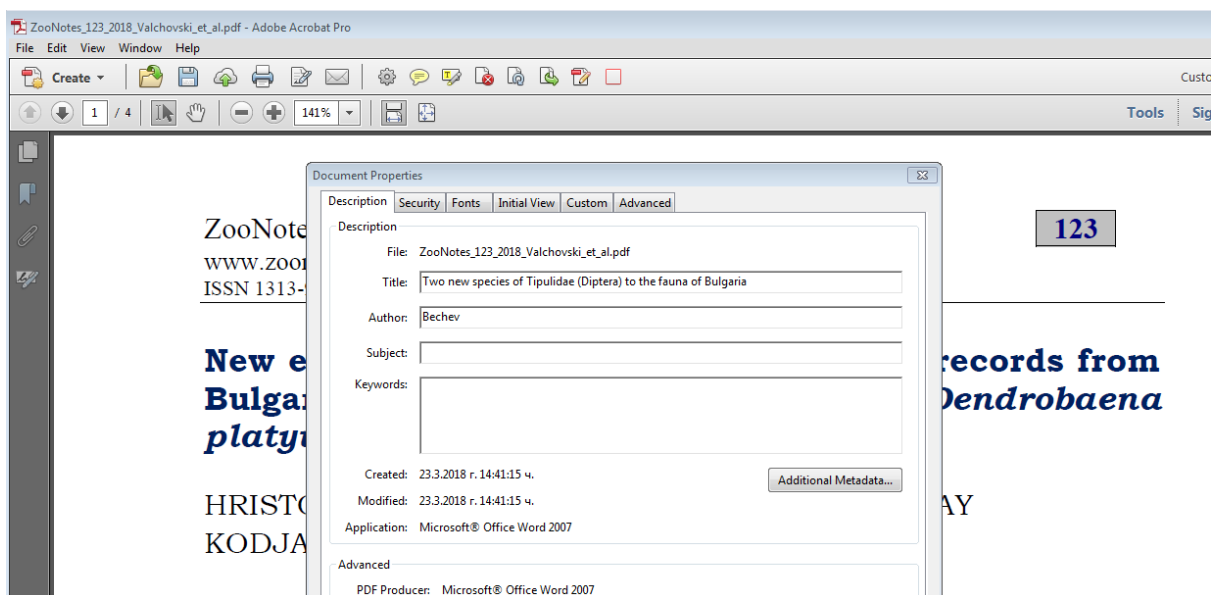 ZooNotes_123_2018_Valchovski_et_al.pdf - Adobe Acrobat Pro
File Edit View Window Help
Create
Custo
1 / 4 141% Tools Sig
Document Properties
Description Security Fonts Initial View Custom Advanced
Description
File: ZooNotes_123_2018_Valchovski_et_al.pdf
Title: Two new species of Tipulidae (Diptera) to the fauna of Bulgaria
Author: Bechev
Subject:
Keywords:
Created: 23.3.2018 г. 14:41:15 ч.
Modified: 23.3.2018 г. 14:41:15 ч.
Application: Microsoft® Office Word 2007
Additional Metadata...
Advanced
PDF Producer: Microsoft® Office Word 2007
ZooNote
123
www.zoo
ISSN 1313-
New e
records from
Bulga
Dendrobaena
platy
HRISTO
AY
KODJA